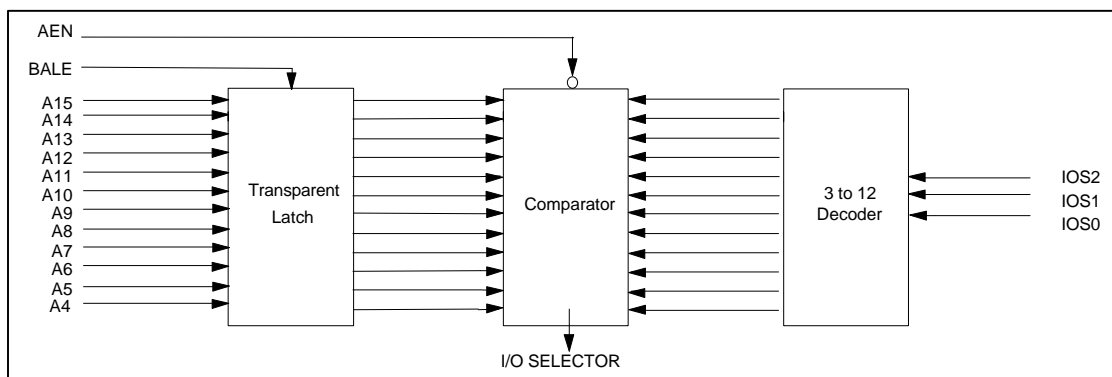 AEN
BALE
A15
A14
A13
A12
A11
A10
A9
A8
A7
A6
A5
A4
Transparent
Latch
Comparator
3 to 12
Decoder
IOS2
IOS1
IOS0
I/O SELECTOR